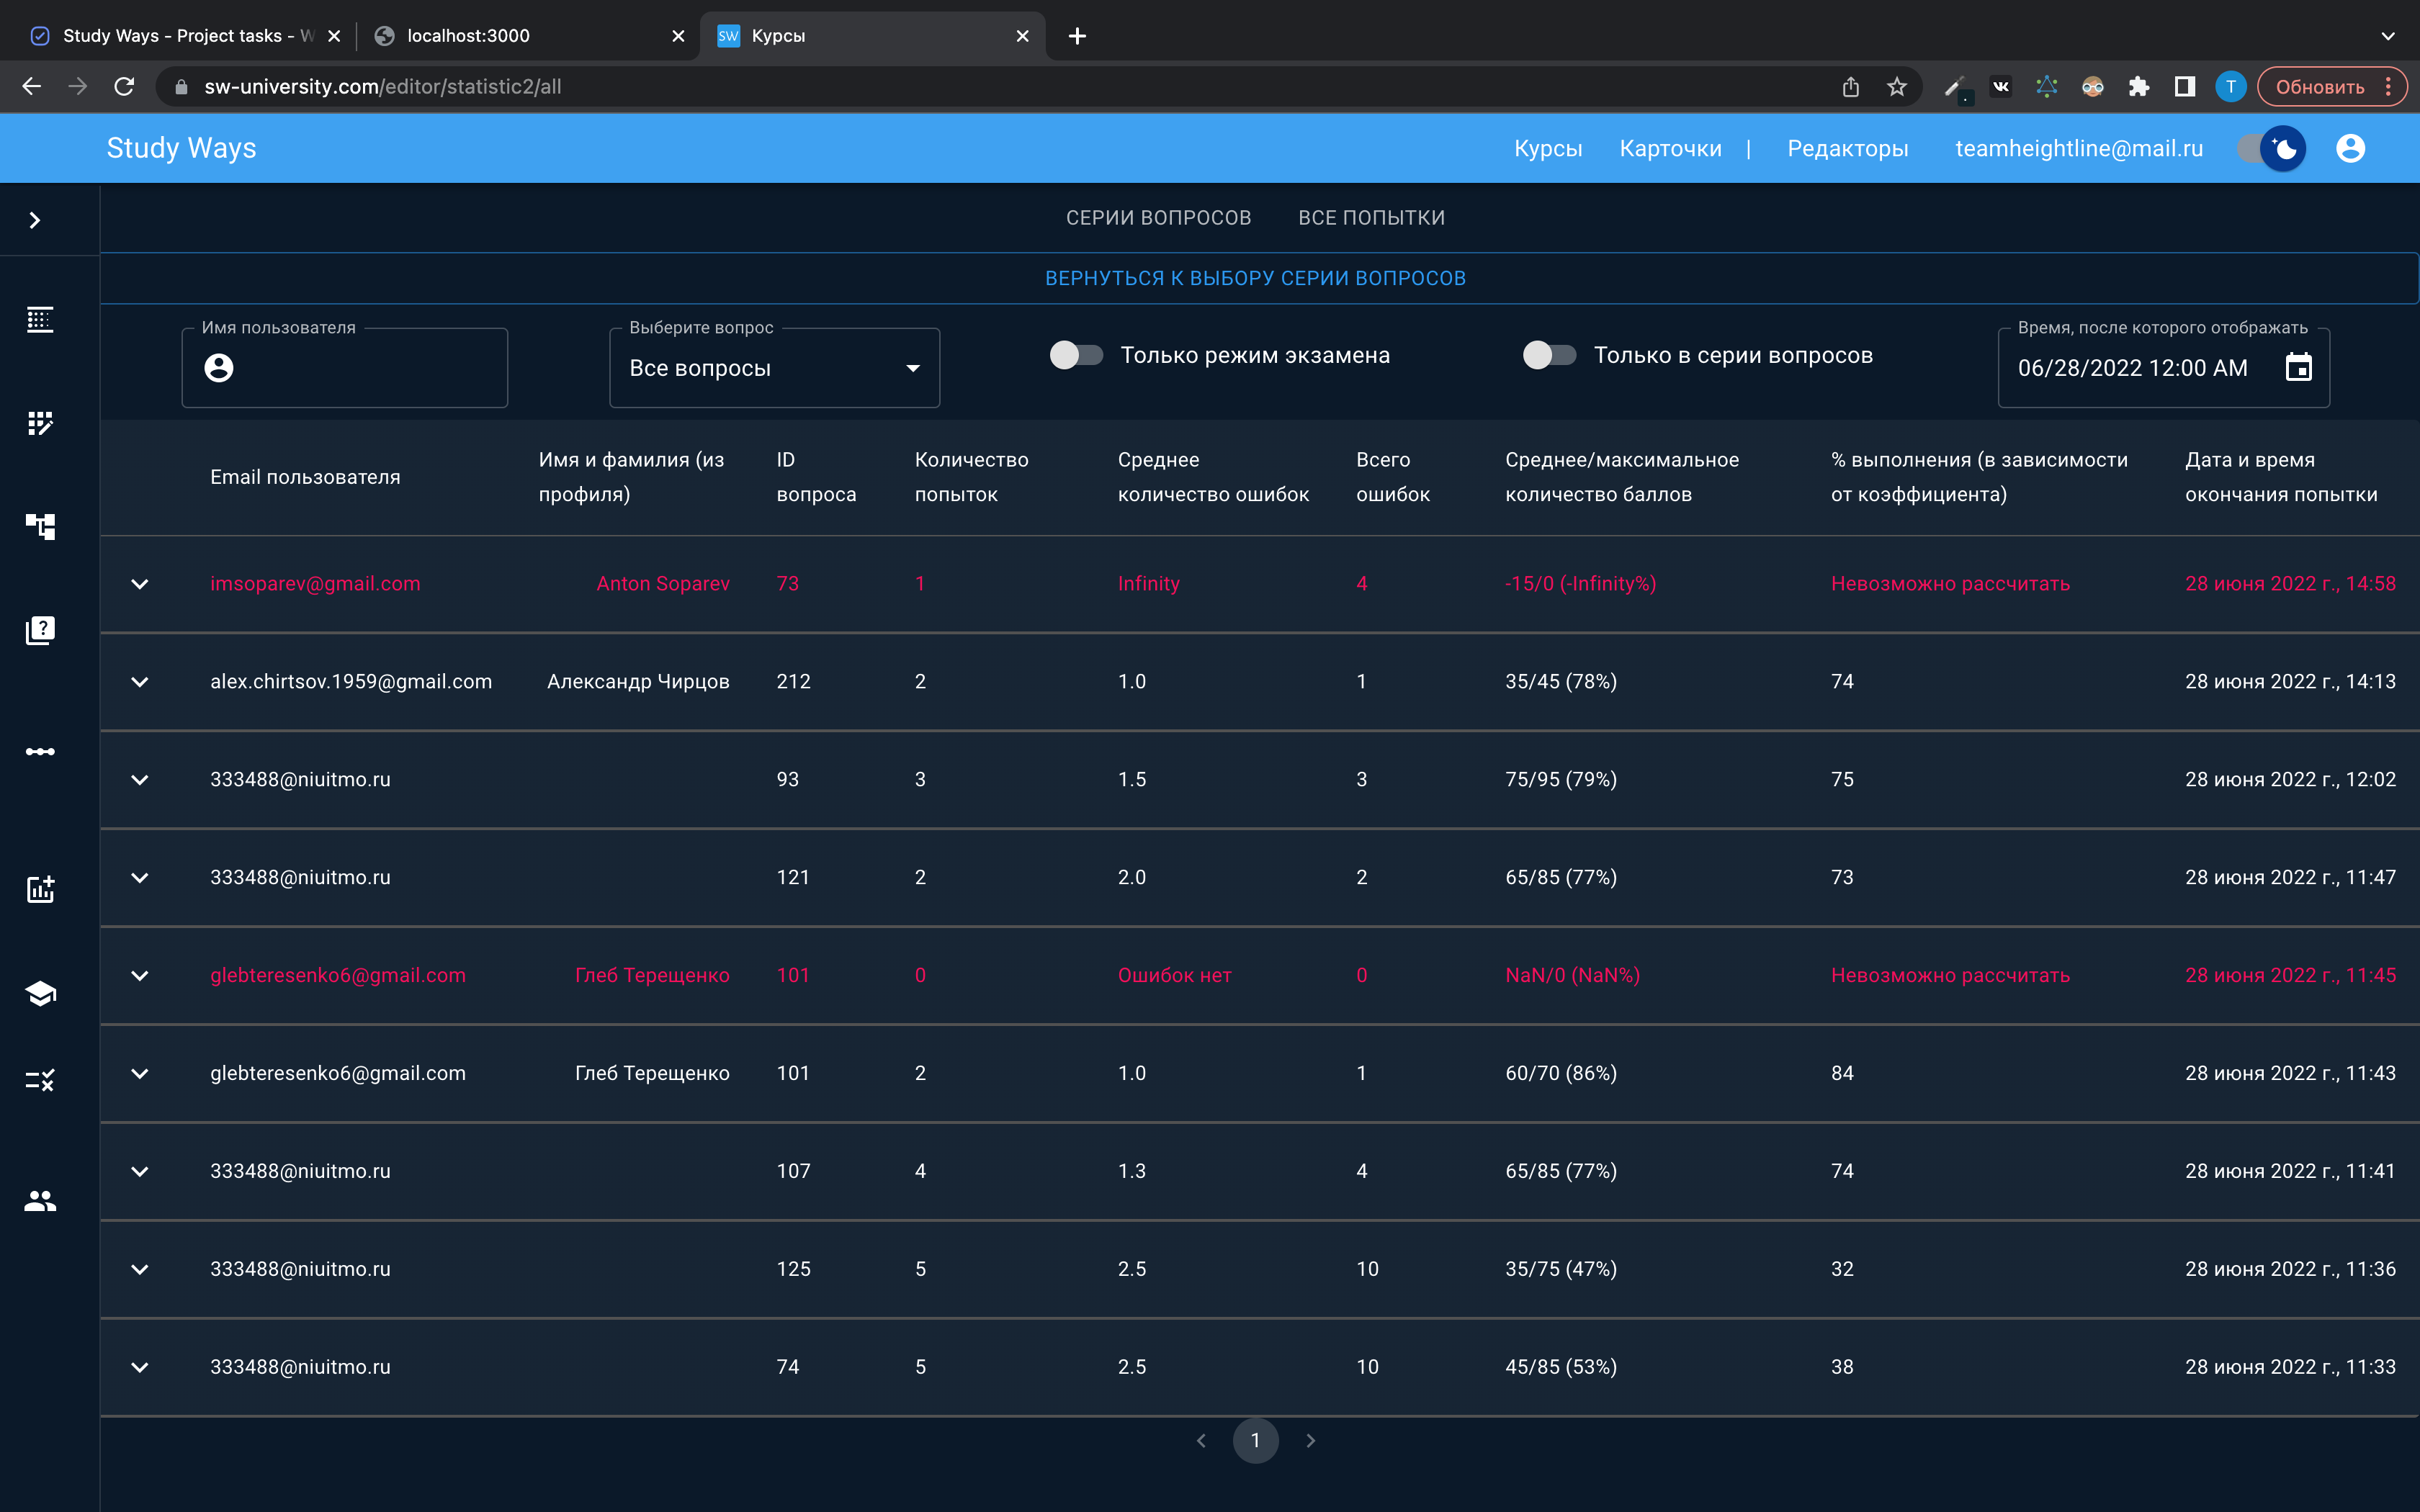 Study Ways - Project tasks - W
localhost:3000
SW Курсы
sw-university.com/editor/statistic2/all
T
Обновить
Study Ways
Курсы Карточки | Редакторы teamheightline@mail.ru
СЕРИИ ВОПРОСОВ ВСЕ ПОПЫТКИ
ВЕРНУТЬСЯ К ВЫБОРУ СЕРИИ ВОПРОСОВ
Имя пользователя
Выберите вопрос
Все вопросы
Только режим экзамена
Только в серии вопросов
Время, после которого отображать
06/28/2022 12:00 AM
Email пользователя
Имя и фамилия (из
профиля)
ID
вопроса
Количество
попыток
Среднее
количество ошибок
Всего
ошибок
Среднее/максимальное
количество баллов
% выполнения (в зависимости
от коэффициента)
Дата и время
окончания попытки
imsoparev@gmail.com Anton Soparev 73 1 Infinity 4 -15/0 (-Infinity%) Невозможно рассчитать 28 июня 2022 г., 14:58
alex.chirtsov.1959@gmail.com Александр Чирцов 212 2 1.0 1 35/45 (78%) 74 28 июня 2022 г., 14:13
333488@niuitmo.ru 93 3 1.5 3 75/95 (79%) 75 28 июня 2022 г., 12:02
333488@niuitmo.ru 121 2 2.0 2 65/85 (77%) 73 28 июня 2022 г., 11:47
glebteresenko6@gmail.com Глеб Терещенко 101 0 Ошибок нет 0 NaN/0 (NaN%) Невозможно рассчитать 28 июня 2022 г., 11:45
glebteresenko6@gmail.com Глеб Терещенко 101 2 1.0 1 60/70 (86%) 84 28 июня 2022 г., 11:43
333488@niuitmo.ru 107 4 1.3 4 65/85 (77%) 74 28 июня 2022 г., 11:41
333488@niuitmo.ru 125 5 2.5 10 35/75 (47%) 32 28 июня 2022 г., 11:36
333488@niuitmo.ru 74 5 2.5 10 45/85 (53%) 38 28 июня 2022 г., 11:33
1